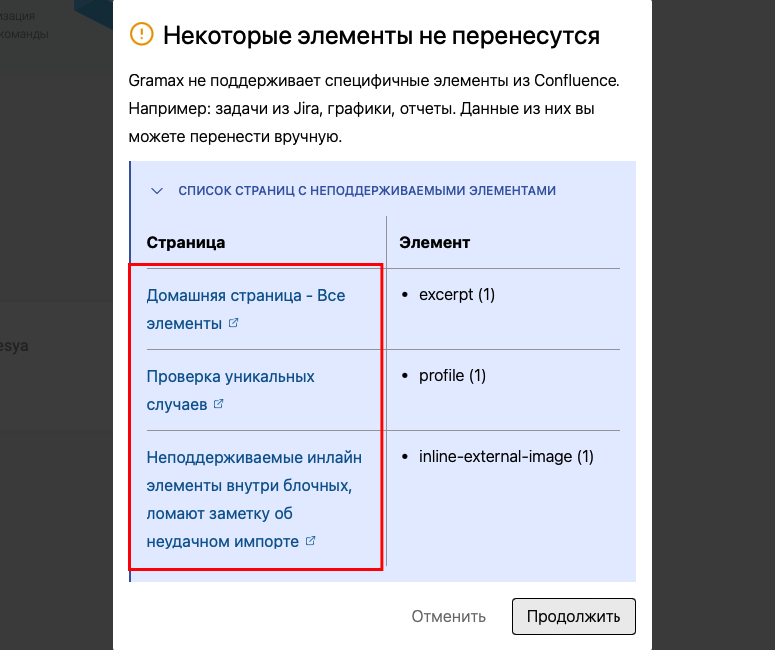 изация
команды
esya
Некоторые элементы не перенесутся
Gramax не поддерживает специфичные элементы из Confluence.
Например: задачи из Jira, графики, отчеты. Данные из них вы
можете перенести вручную.
СПИСОК СТРАНИЦ С НЕПОДДЕРЖИВАЕМЫМИ ЭЛЕМЕНТАМИ
Страница
Элемент
Домашняя страница - Все
элементы
• excerpt (1)
Проверка уникальных
случаев
• profile (1)
Неподдерживаемые инлайн
элементы внутри блочных,
ломают заметку об
неудачном импорте
• inline-external-image (1)
Отменить
Продолжить